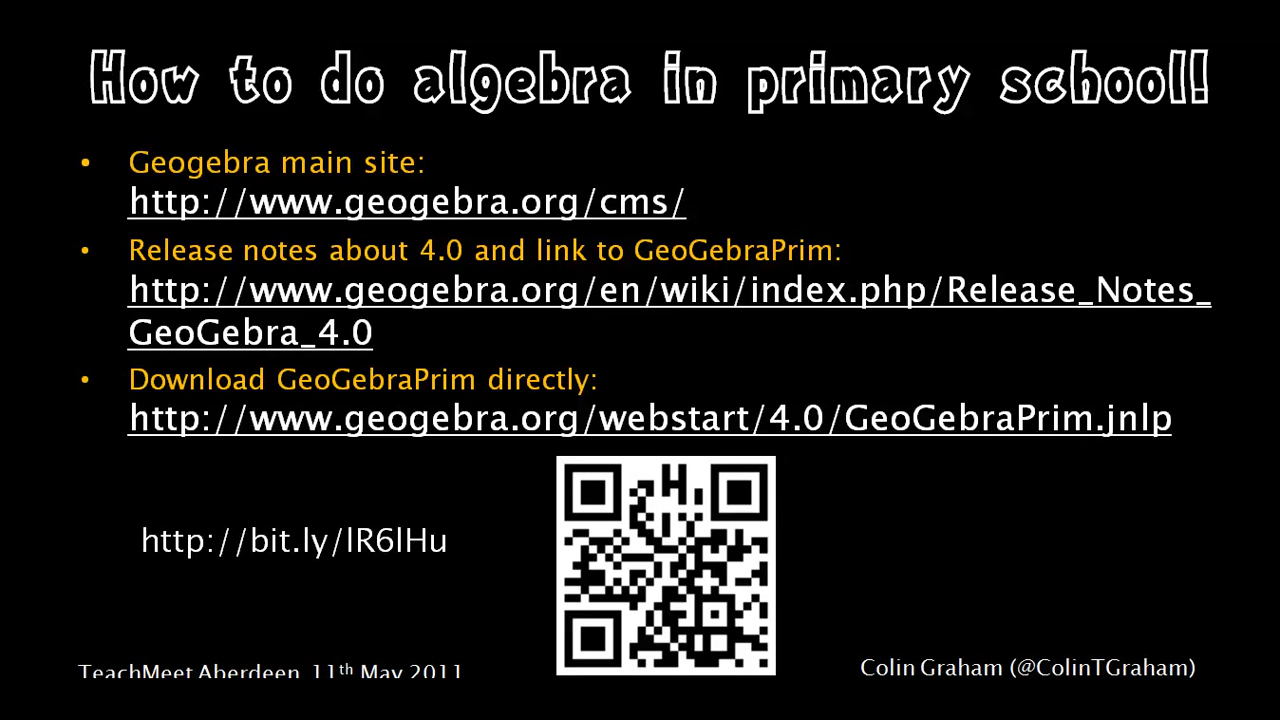 How to do algebra in primary school!
• Geogebra main site:
http://www.geogebra.org/cms/
• Release notes about 4.0 and link to GeoGebraPrim:
http://www.geogebra.org/en/wiki/index.php/Release_Notes_
GeoGebra_4.0
• Download GeoGebraPrim directly:
http://www.geogebra.org/webstart/4.0/GeoGebraPrim.jnlp
http://bit.ly/lR6lHu
TeachMeet Aberdeen, 11th May 2011
Colin Graham (@ColinTGraham)